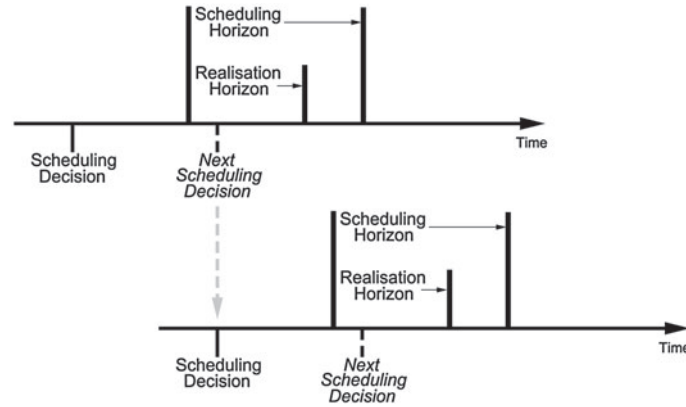 Scheduling
Horizon
Realisation
Horizon
Time
Scheduling
Decision
Next
Scheduling
Decision
Scheduling
Horizon
Realisation
Horizon
Time
Scheduling
Decision
Next
Scheduling
Decision